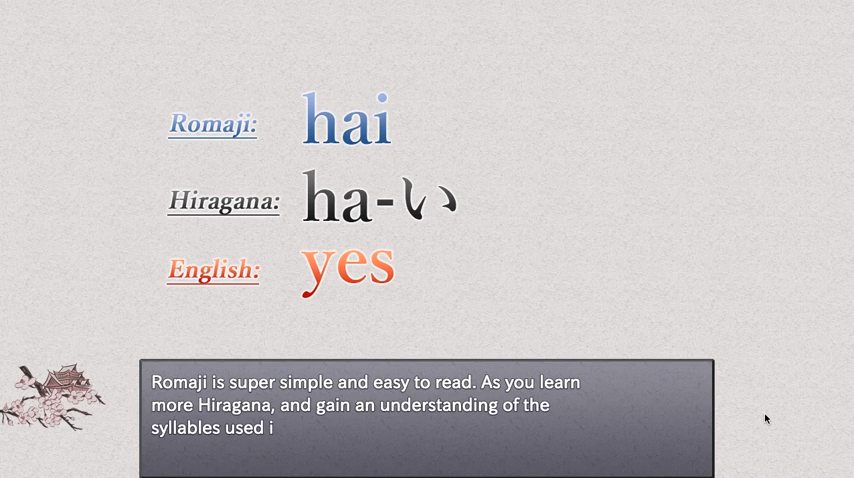 Romaji: hai
Hiragana: ha-い
English: yes
Romaji is super simple and easy to read. As you learn
more Hiragana, and gain an understanding of the
syllables used i